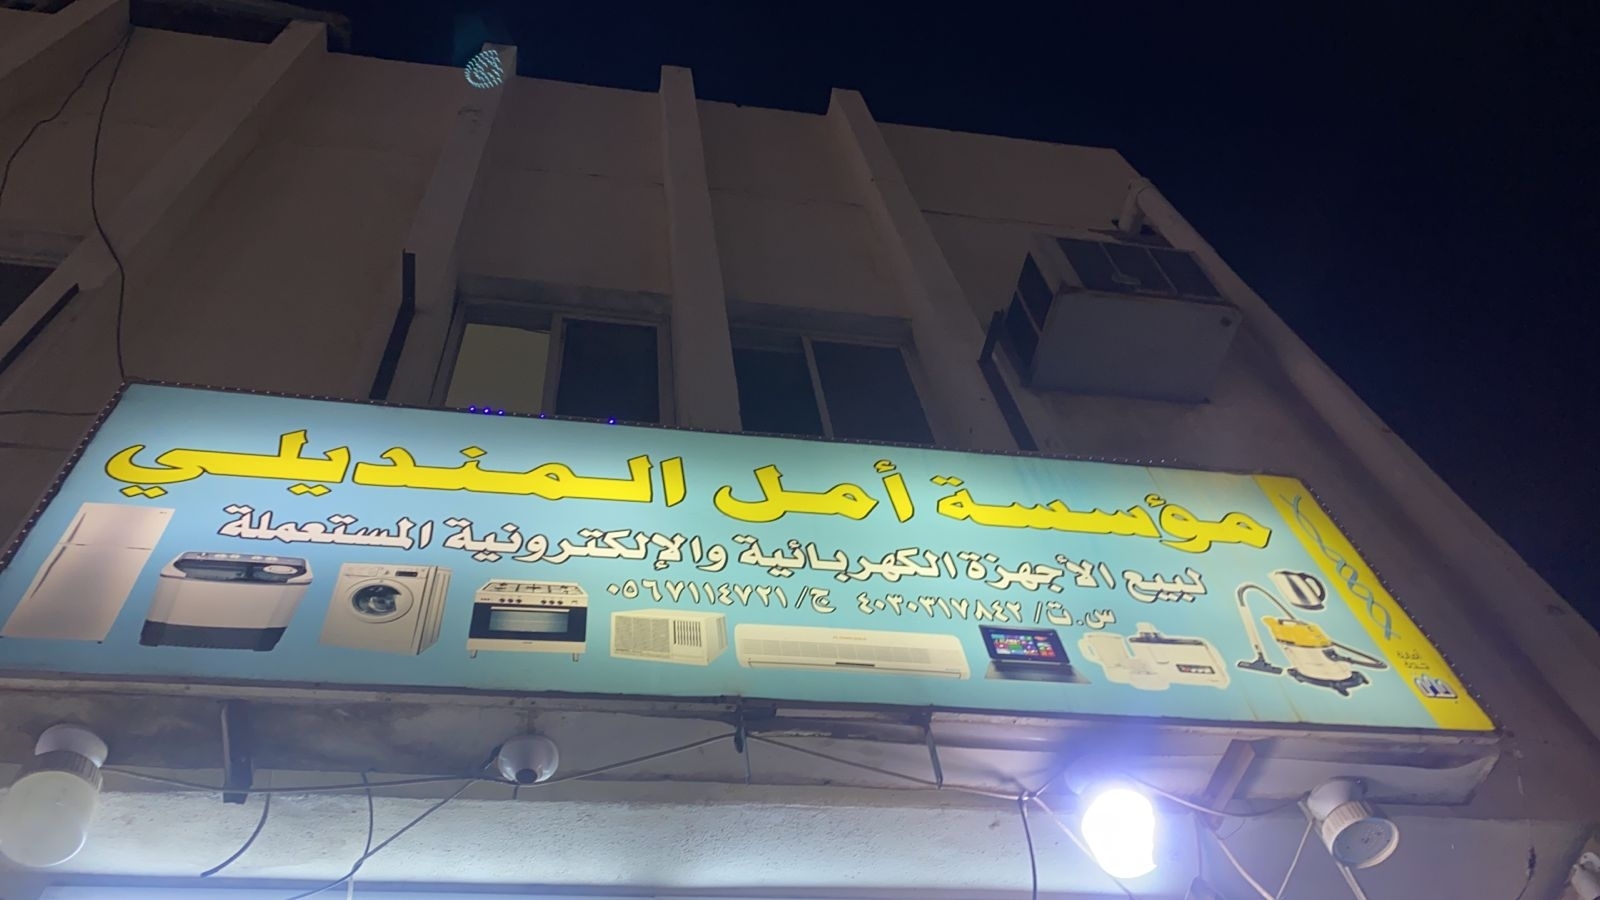 مؤسسة أمل المنديلي
لبيع الأجهزة الكهربائية والإلكترونية المستعملة
س.ت/ ٤٠٣٠٣١٧٨٤٢ ج/ ٠٥٦٧١١٤٧٢١